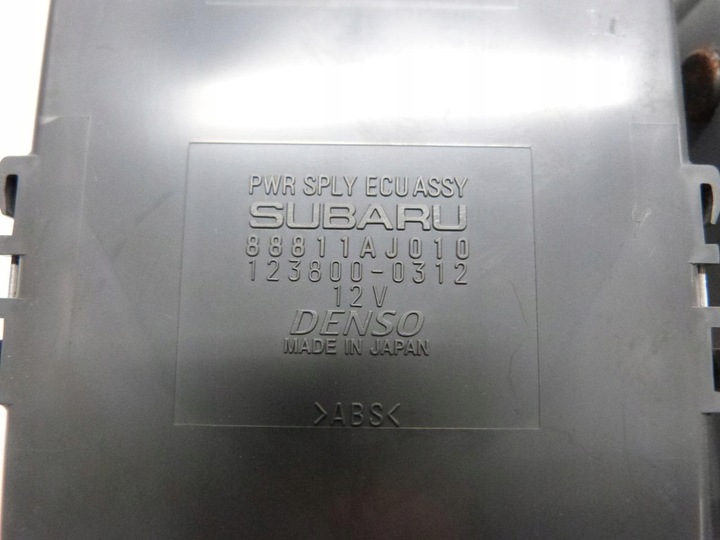 PWR SPLY ECU ASSY
SUBARU
88811AJ010
123800-0312
12V
DENSO
MADE IN JAPAN
>ABS<